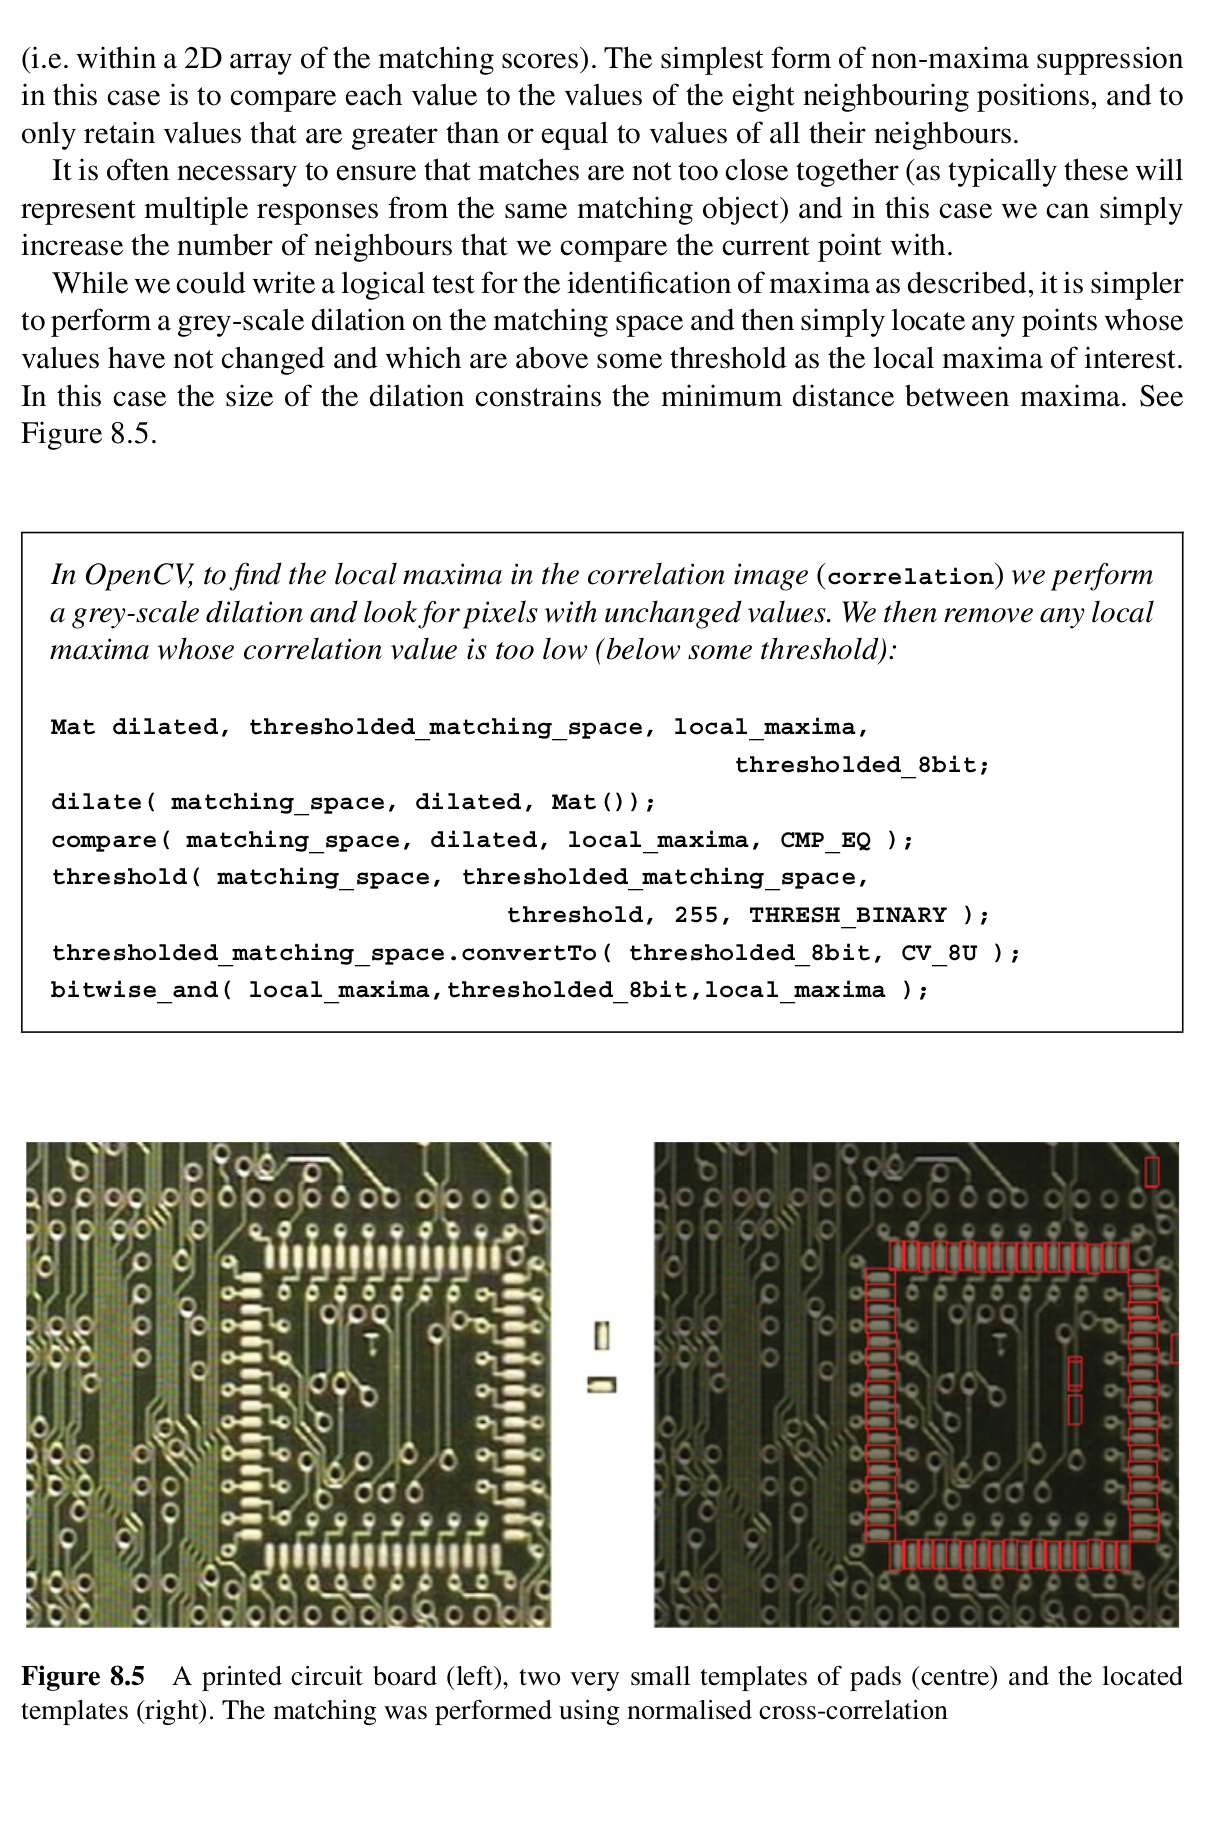 (i.e. within a 2D array of the matching scores). The simplest form of non-maxima suppression
in this case is to compare each value to the values of the eight neighbouring positions, and to
only retain values that are greater than or equal to values of all their neighbours.
It is often necessary to ensure that matches are not too close together (as typically these will
represent multiple responses from the same matching object) and in this case we can simply
increase the number of neighbours that we compare the current point with.
While we could write a logical test for the identification of maxima as described, it is simpler
to perform a grey-scale dilation on the matching space and then simply locate any points whose
values have not changed and which are above some threshold as the local maxima of interest.
In this case the size of the dilation constrains the minimum distance between maxima. See
Figure 8.5.
In OpenCV, to find the local maxima in the correlation image (correlation) we perform
a grey-scale dilation and look for pixels with unchanged values. We then remove any local
maxima whose correlation value is too low (below some threshold):
Mat dilated, thresholded_matching_space, local_maxima,
thresholded_8bit;
dilate( matching_space, dilated, Mat());
compare( matching_space, dilated, local_maxima, CMP_EQ );
threshold( matching_space, thresholded_matching_space,
threshold, 255, THRESH_BINARY );
thresholded_matching_space.convertTo( thresholded_8bit, CV_8U );
bitwise_and( local_maxima,thresholded_8bit,local_maxima );
Figure 8.5 A printed circuit board (left), two very small templates of pads (centre) and the located
templates (right). The matching was performed using normalised cross-correlation